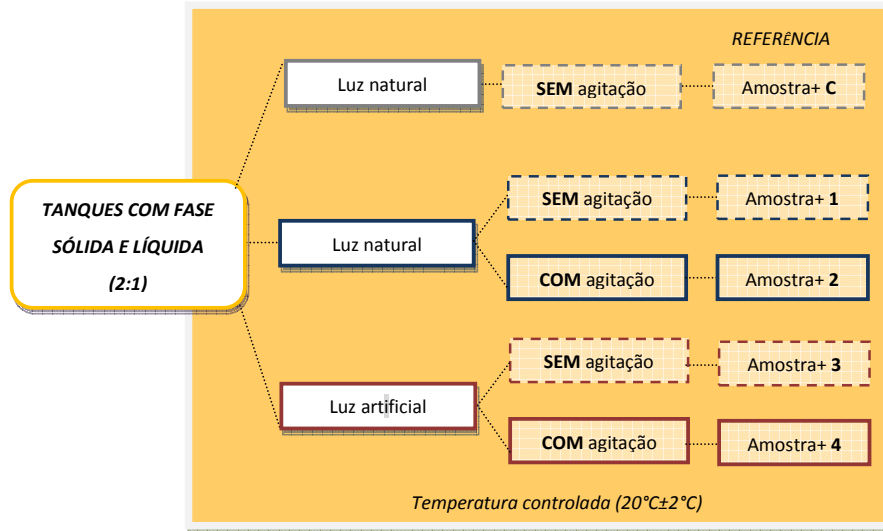 REFERÊNCIA
Luz natural
SEM agitação
Amostra+ C
TANQUES COM FASE
SÓLIDA E LÍQUIDA
(2:1)
Luz natural
SEM agitação
Amostra+ 1
COM agitação
Amostra+ 2
Luz artificial
SEM agitação
Amostra+ 3
COM agitação
Amostra+ 4
Temperatura controlada (20°C±2°C)